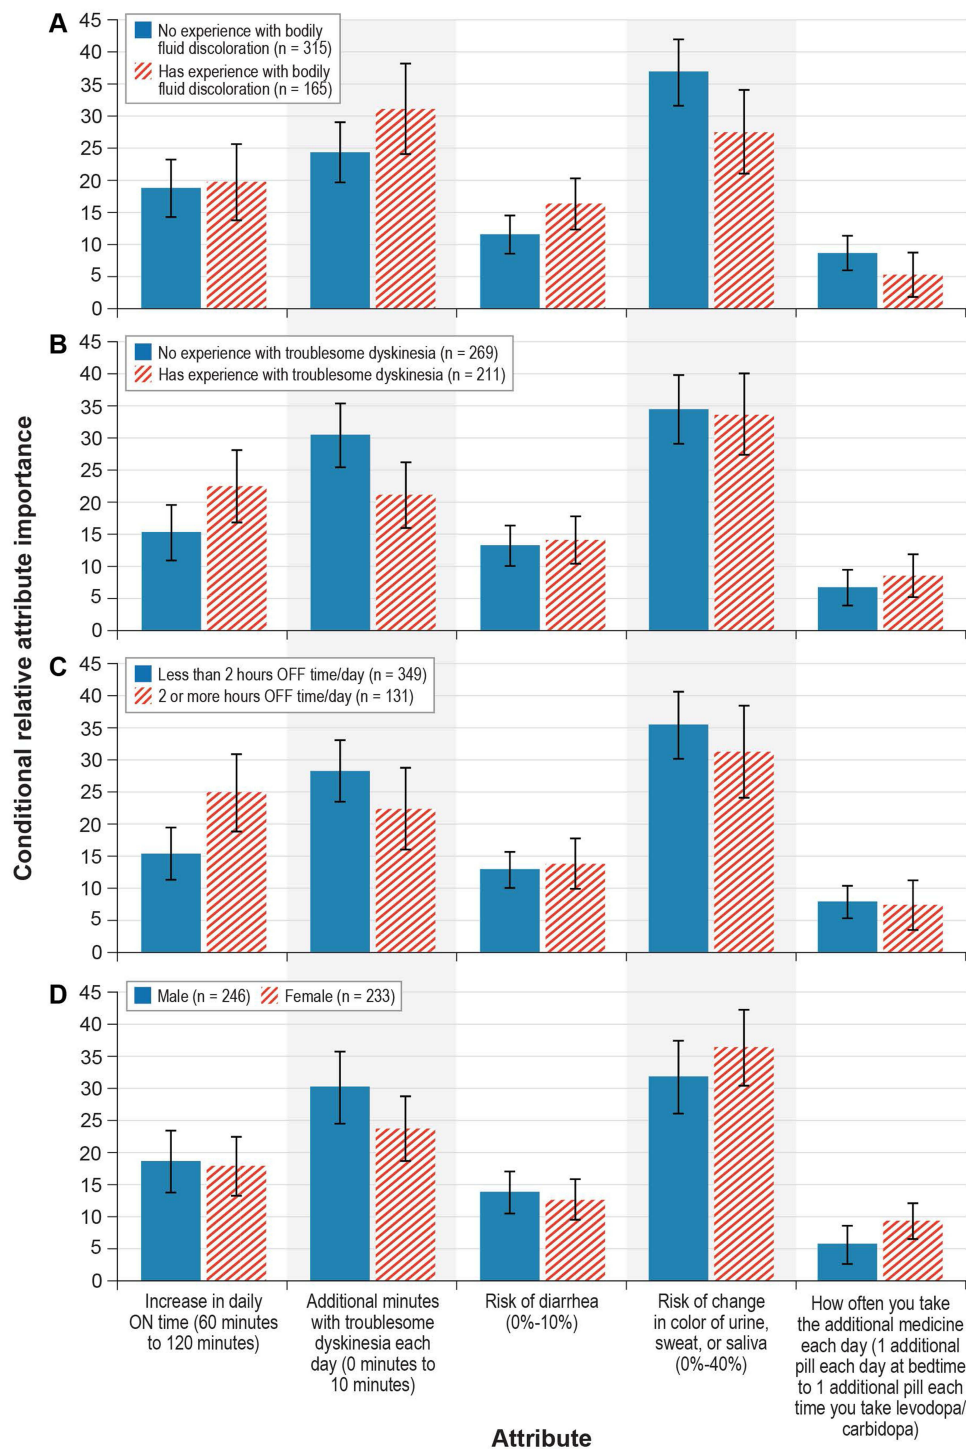 Conditional relative attribute importance
A
45
40
35
30
25
20
15
10
5
0
No experience with bodily
fluid discoloration (n = 315)
Has experience with bodily
fluid discoloration (n = 165)
B
45
40
35
30
25
20
15
10
5
0
No experience with troublesome dyskinesia (n = 269)
Has experience with troublesome dyskinesia (n = 211)
C
45
40
35
30
25
20
15
10
5
0
Less than 2 hours OFF time/day (n = 349)
2 or more hours OFF time/day (n = 131)
D
45
40
35
30
25
20
15
10
5
0
Male (n = 246)
Female (n = 233)
Increase in daily
ON time (60 minutes
to 120 minutes)
Additional minutes
with troublesome
dyskinesia each
day (0 minutes to
10 minutes)
Risk of diarrhea
(0%-10%)
Risk of change
in color of urine,
sweat, or saliva
(0%-40%)
How often you take
the additional medicine
each day (1 additional
pill each day at bedtime
to 1 additional pill each
time you take levodopa/
carbidopa)
Attribute